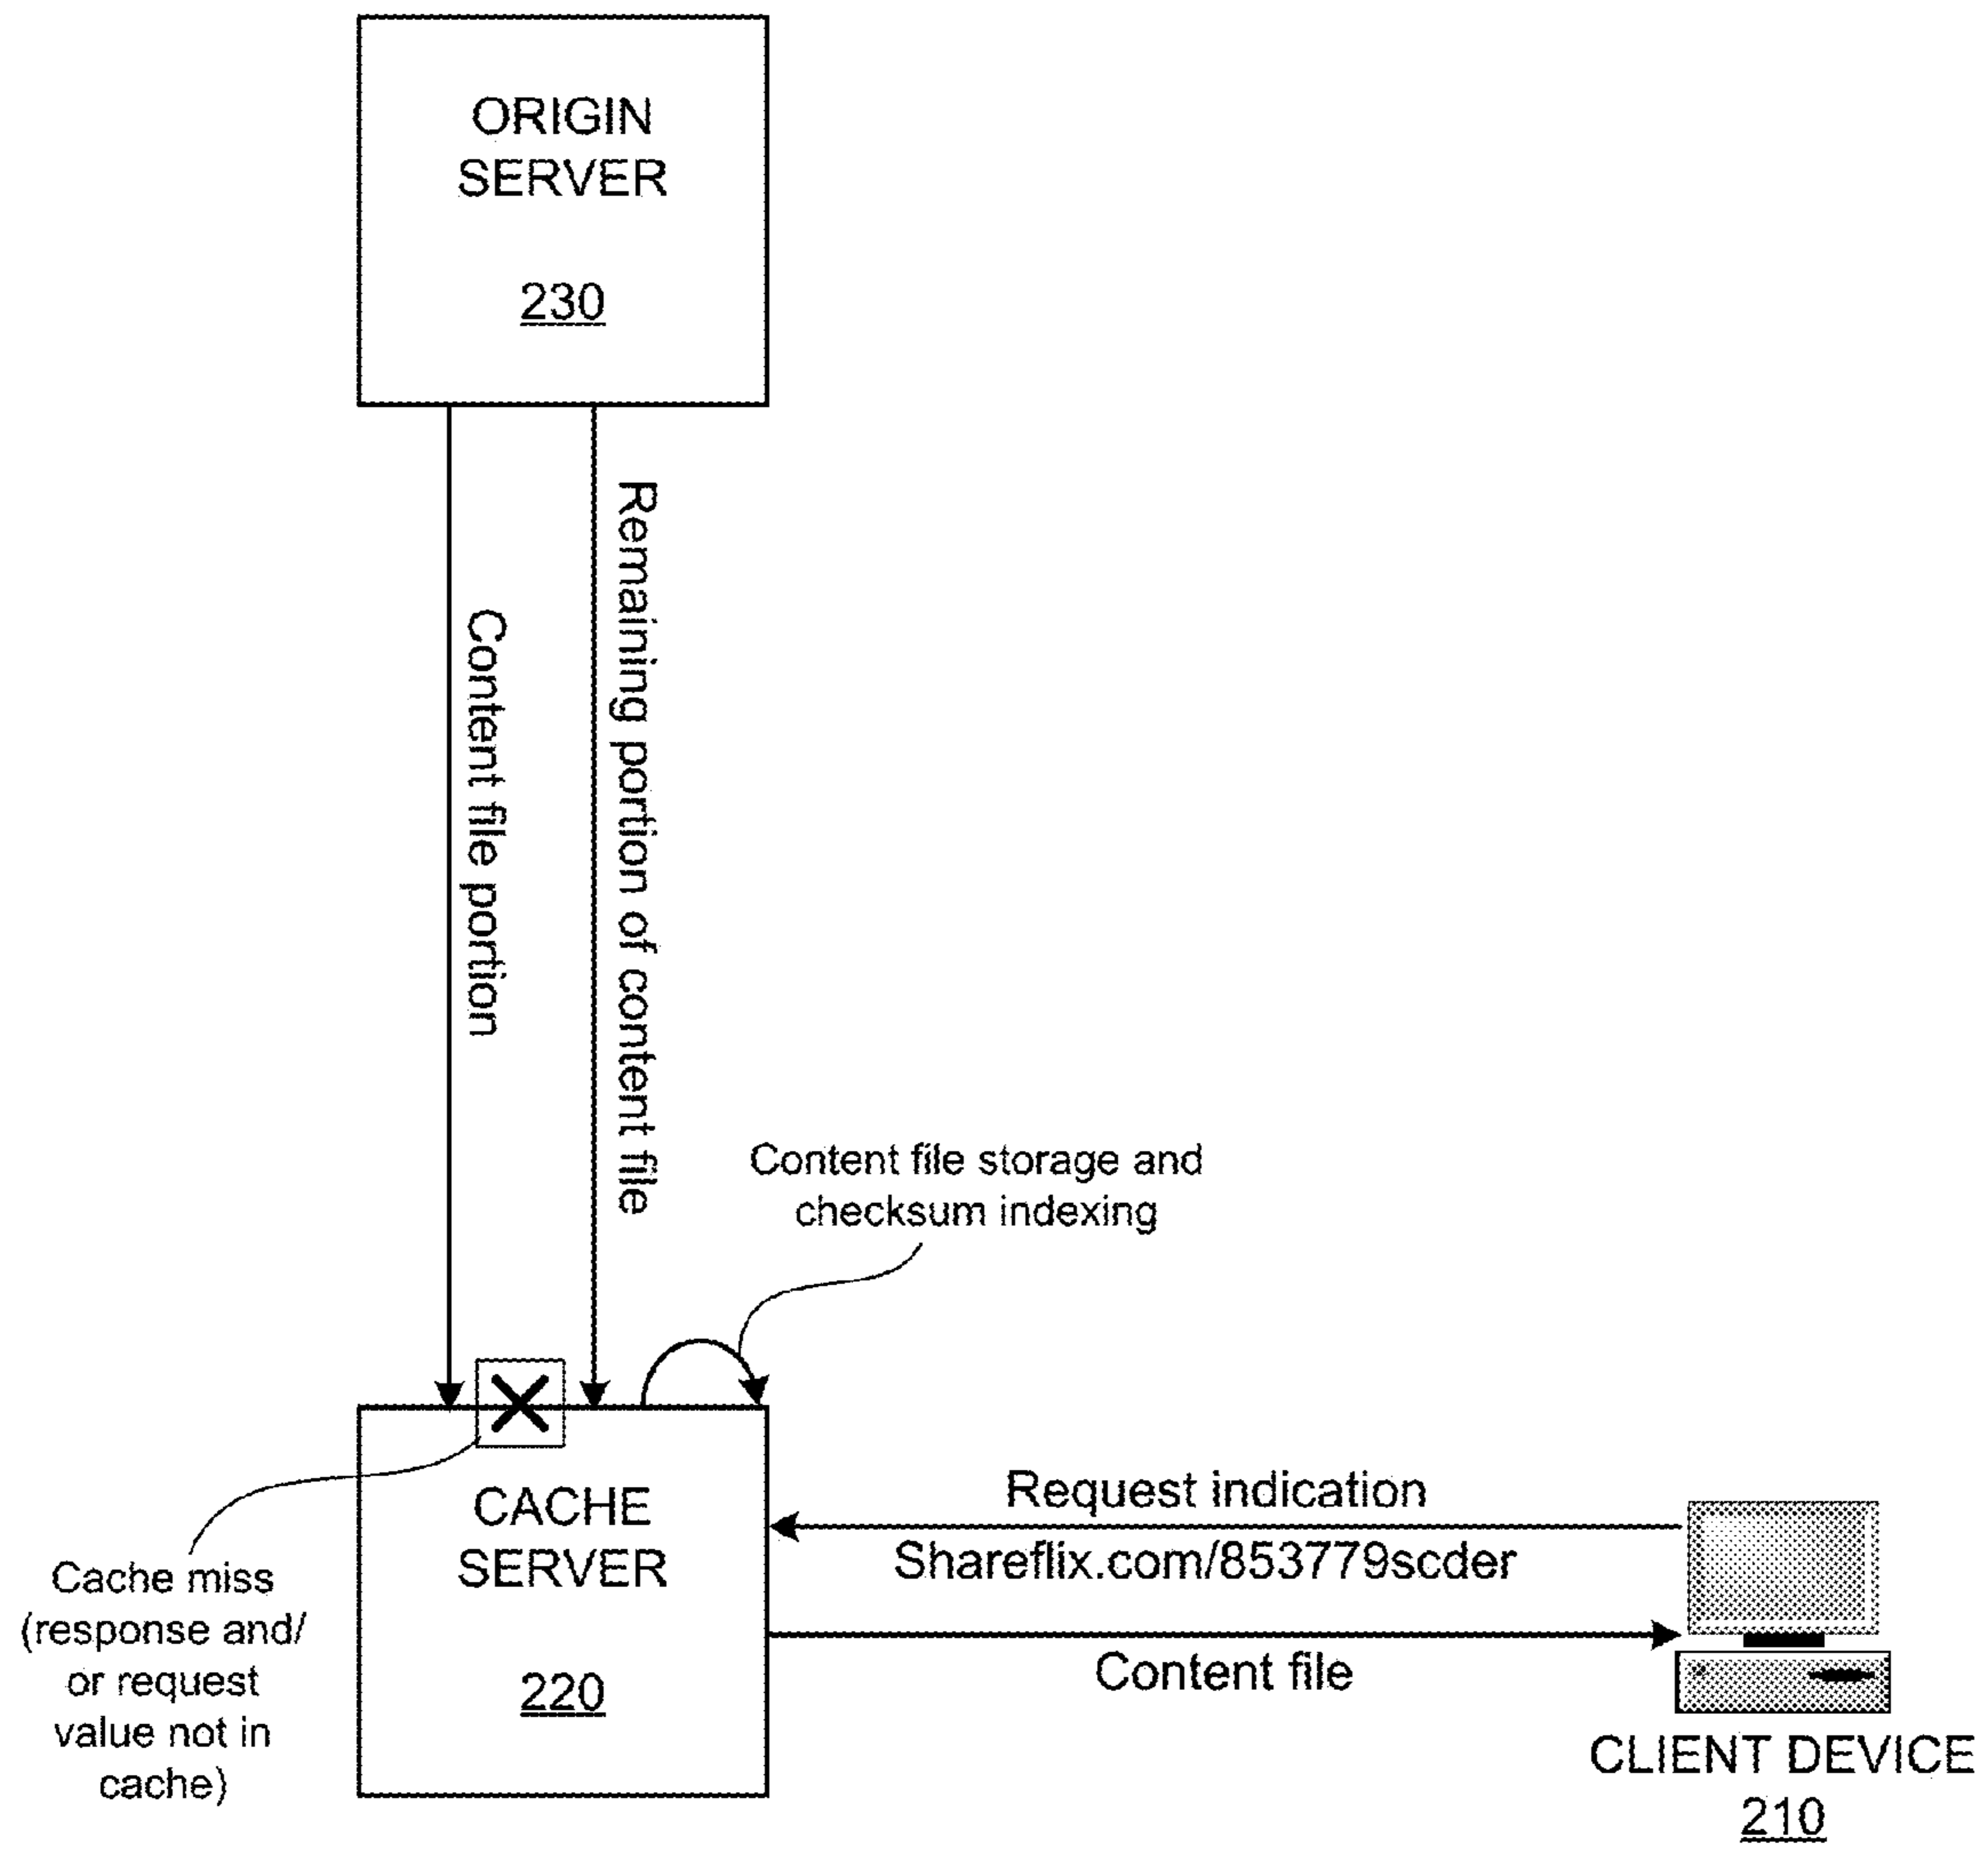 ORIGIN
SERVER
230
Content file portion
Remaining portion of content file
Content file storage and
checksum indexing
Cache miss
(response and/
or request
value not in
cache)
CACHE
SERVER
220
Request indication
Shareflix.com/853779scder
Content file
CLIENT DEVICE
210